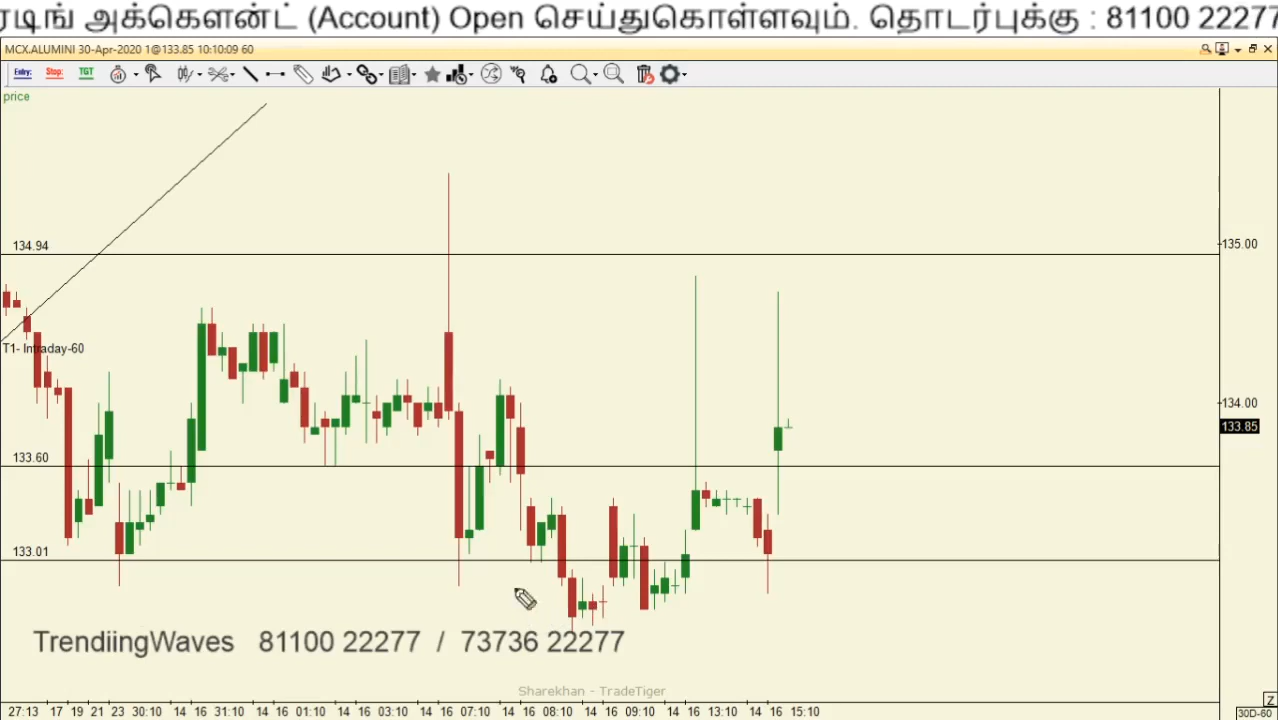 ரேடிங் அக்கௌன்ட் (Account) Open செய்துகொள்ளவும். தொடர்புக்கு : 81100 22277
MCX.ALUMINI 30-Apr-2020 1@133.85 10:10:09 60
Entry: Stop: TGT
price
134.94
135.00
T1- Intraday-60
134.00
133.85
133.60
133.01
TrendiingWaves 81100 22277 / 73736 22277
Sharekhan - TradeTiger
Z
27:13 17 19 21 23 30:10 14 16 31:10 14 16 01:10 14 16 03:10 14 16 07:10 14 16 08:10 14 16 09:10 14 16 13:10 14 16 15:10
30D-60